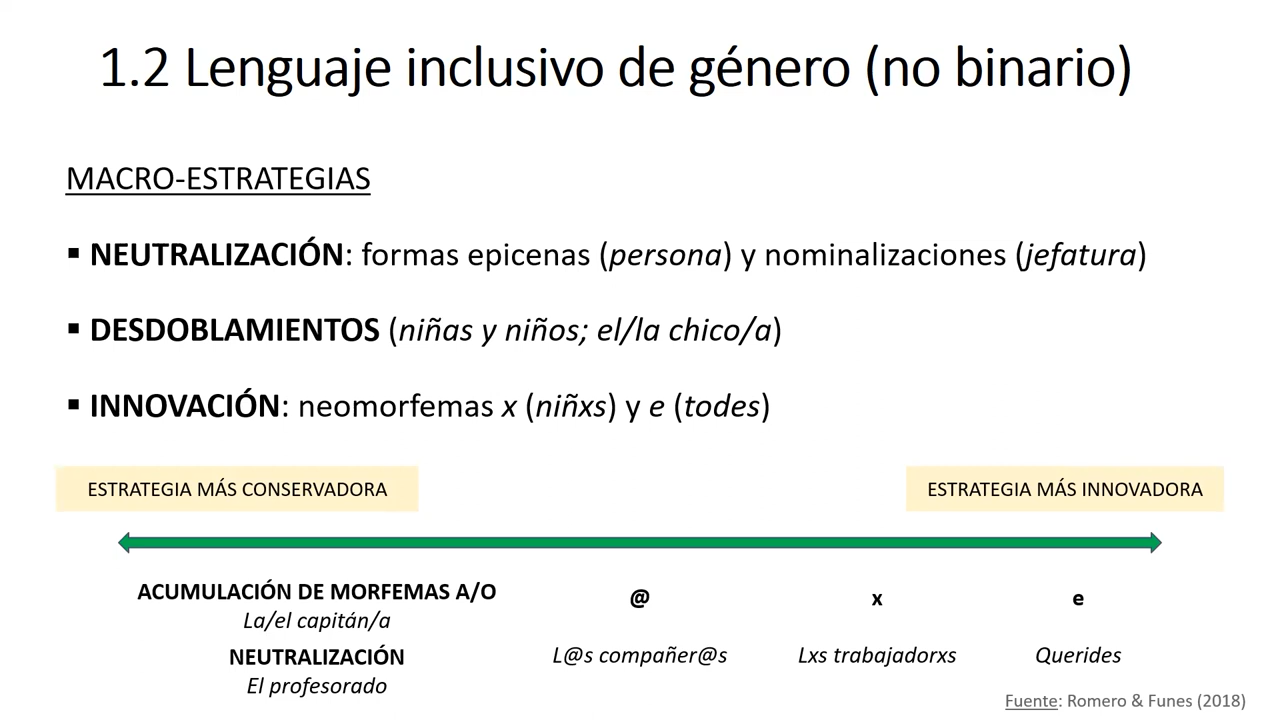 1.2 Lenguaje inclusivo de género (no binario)
MACRO-ESTRATEGIAS
▪ NEUTRALIZACIÓN: formas epicenas (persona) y nominalizaciones (jefatura)
▪ DESDOBLAMIENTOS (niñas y niños; el/la chico/a)
▪ INNOVACIÓN: neomorfemas x (niñxs) y e (todes)
ESTRATEGIA MÁS CONSERVADORA
ESTRATEGIA MÁS INNOVADORA
ACUMULACIÓN DE MORFEMAS A/O
La/el capitán/a
NEUTRALIZACIÓN
El profesorado
@
L@s compañer@s
x
Lxs trabajadorxs
e
Querides
Fuente: Romero & Funes (2018)